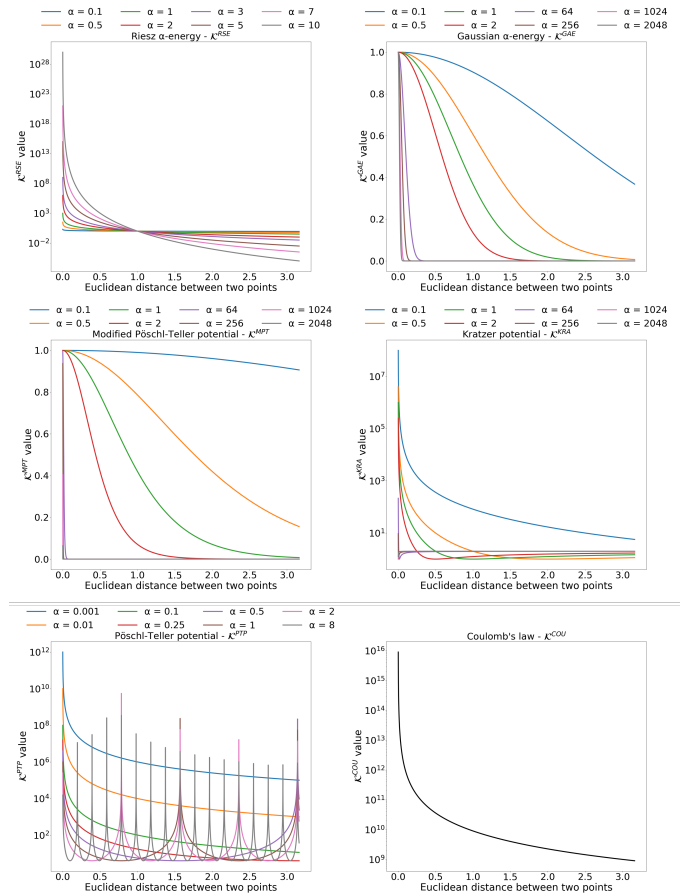 α = 0.1 α = 1 α = 3 α = 7
α = 0.5 α = 2 α = 5 α = 10
Riesz α-energy - 𝒦^RSE
10^28
10^23
10^18
10^13
10^8
10^3
10^−2
𝒦^RSE value
0.0 0.5 1.0 1.5 2.0 2.5 3.0
Euclidean distance between two points
α = 0.1 α = 1 α = 64 α = 1024
α = 0.5 α = 2 α = 256 α = 2048
Gaussian α-energy - 𝒦^GAE
1.0
0.8
0.6
0.4
0.2
0.0
𝒦^GAE value
0.0 0.5 1.0 1.5 2.0 2.5 3.0
Euclidean distance between two points
α = 0.1 α = 1 α = 64 α = 1024
α = 0.5 α = 2 α = 256 α = 2048
Modified Pöschl-Teller potential - 𝒦^MPT
1.0
0.8
0.6
0.4
0.2
0.0
𝒦^MPT value
0.0 0.5 1.0 1.5 2.0 2.5 3.0
Euclidean distance between two points
α = 0.1 α = 1 α = 64 α = 1024
α = 0.5 α = 2 α = 256 α = 2048
Kratzer potential - 𝒦^KRA
10^7
10^5
10^3
10^1
𝒦^KRA value
0.0 0.5 1.0 1.5 2.0 2.5 3.0
Euclidean distance between two points
α = 0.001 α = 0.1 α = 0.5 α = 2
α = 0.01 α = 0.25 α = 1 α = 8
Pöschl-Teller potential - 𝒦^PTP
10^12
10^10
10^8
10^6
10^4
10^2
𝒦^PTP value
0.0 0.5 1.0 1.5 2.0 2.5 3.0
Euclidean distance between two points
Coulomb's law - 𝒦^COU
10^16
10^15
10^14
10^13
10^12
10^11
10^10
10^9
𝒦^COU value
0.0 0.5 1.0 1.5 2.0 2.5 3.0
Euclidean distance between two points